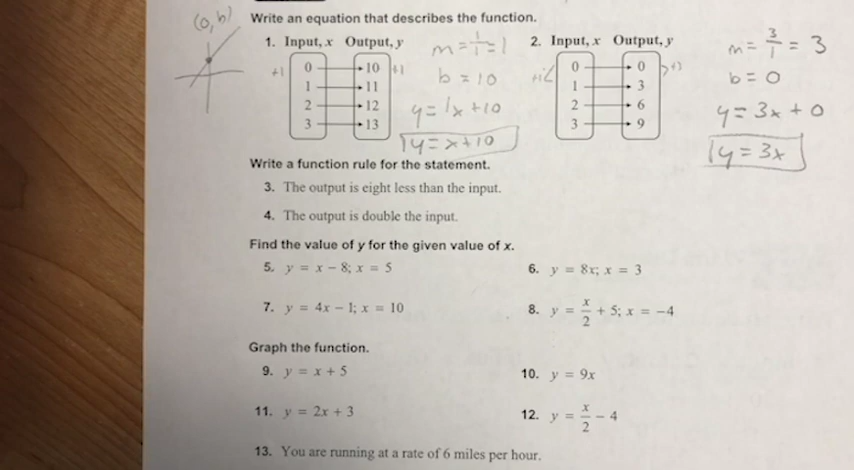 (0, b) Write an equation that describes the function.
1. Input, x Output, y
+1
0 10 +1
1 11
2 12
3 13
m = 1/1 = 1
b = 10
y = 1x + 10
y = x + 10
2. Input, x Output, y
0 0 +3
1 3
2 6
3 9
m = 3/1 = 3
b = 0
y = 3x + 0
y = 3x
Write a function rule for the statement.
3. The output is eight less than the input.
4. The output is double the input.
Find the value of y for the given value of x.
5. y = x – 8; x = 5
6. y = 8x; x = 3
7. y = 4x – 1; x = 10
8. y = x/2 + 5; x = –4
Graph the function.
9. y = x + 5
10. y = 9x
11. y = 2x + 3
12. y = x/2 – 4
13. You are running at a rate of 6 miles per hour.